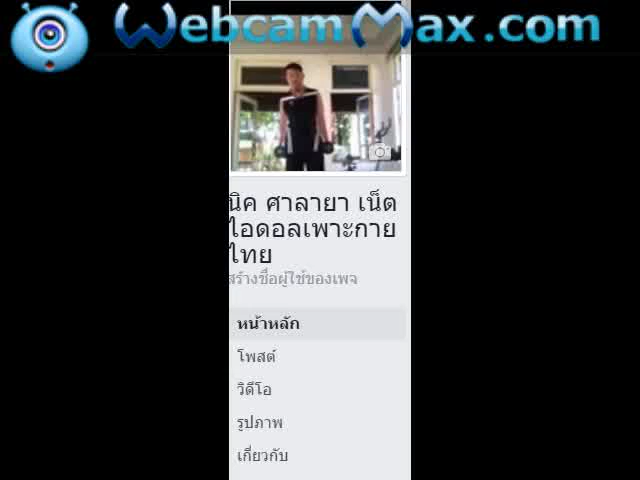 WebcamMax.com
นิค ศาลายา เน็ต
ไอดอลเพาะกาย
ไทย
สร้างชื่อผู้ใช้ของเพจ
หน้าหลัก
โพสต์
วิดีโอ
รูปภาพ
เกี่ยวกับ